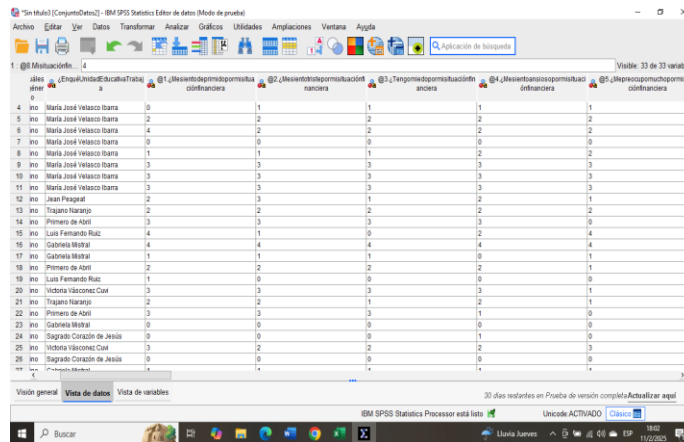 *Sin título3 [ConjuntoDatos2] - IBM SPSS Statistics Editor de datos (Modo de prueba)
Archivo Editar Ver Datos Transformar Analizar Gráficos Utilidades Ampliaciones Ventana Ayuda
Aplicación de búsqueda
1 : @8.Misituaciónfin... 4 Visible: 33 de 33 variab
¿EnquéUnidadEducativaTrabaj a @1.¿Mesientodeprimidopormisitua ciónfinanciera @2.¿Mesientotristepormisituaciónfi nanciera @3.¿Tengomiedopormisituaciónfin anciera @4.¿Mesientoansiosopormisituaci ónfinanciera @5.¿Mepreocupomuchopormisi ciónfinanciera
4 ino María José Velasco Ibarra 0 1 1 1 1
5 ino María José Velasco Ibarra 2 2 2 2 2
6 ino María José Velasco Ibarra 4 2 2 2 2
7 ino María José Velasco Ibarra 0 0 0 0 0
8 ino María José Velasco Ibarra 1 1 1 2 2
9 ino María José Velasco Ibarra 3 3 3 3 3
10 ino María José Velasco Ibarra 3 3 3 3 3
11 ino María José Velasco Ibarra 3 3 3 3 3
12 ino Jean Peageat 2 3 1 2 1
13 ino Trajano Naranjo 2 2 2 2 2
14 ino Primero de Abril 3 3 3 3 0
15 ino Luis Fernando Ruiz 4 1 0 2 4
16 ino Gabriela Mistral 4 4 4 4 4
17 ino Gabriela Mistral 1 1 1 0 1
18 ino Primero de Abril 2 2 2 2 1
19 ino Luis Fernando Ruiz 1 0 0 0 0
20 ino Victoria Vásconez Cuvi 3 3 3 3 1
21 ino Trajano Naranjo 2 2 1 2 1
22 ino Primero de Abril 3 3 3 1 0
23 ino Gabriela Mistral 0 0 0 0 0
24 ino Sagrado Corazón de Jesús 0 0 0 1 0
25 ino Victoria Vásconez Cuvi 3 2 2 2 3
26 ino Sagrado Corazón de Jesús 0 0 0 0 0
Visión general Vista de datos Vista de variables
30 días restantes en Prueba de versión completa Actualizar aquí
IBM SPSS Statistics Processor está listo Unicode:ACTIVADO Clásico
Buscar Lluvia Jueves ESP 18:02
11/2/2025